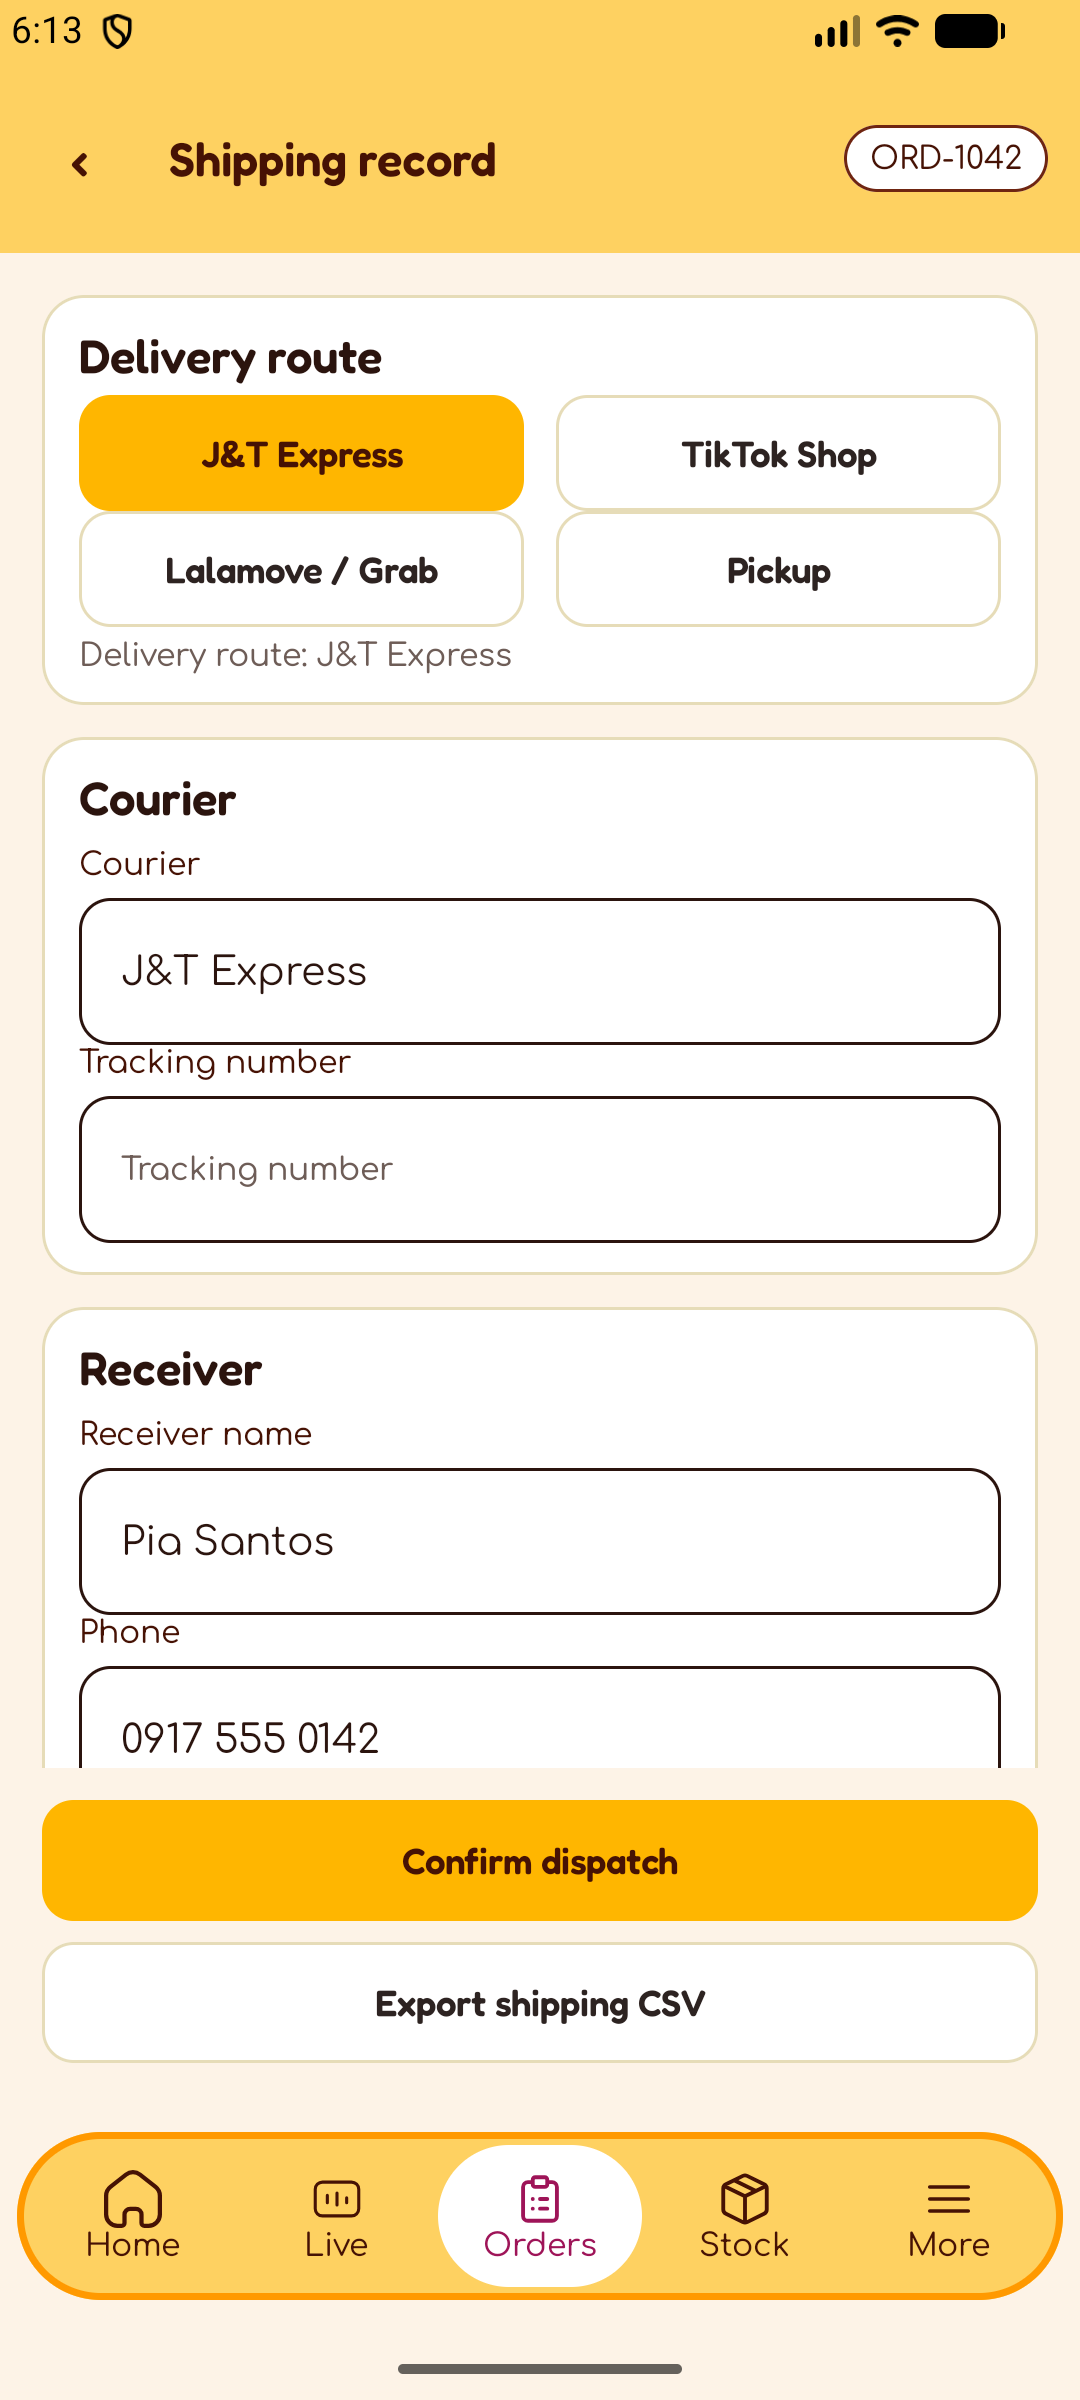 6:13
Shipping record
ORD-1042
Delivery route
J&T Express
TikTok Shop
Lalamove / Grab
Pickup
Delivery route: J&T Express
Courier
Courier
J&T Express
Tracking number
Tracking number
Receiver
Receiver name
Pia Santos
Phone
0917 555 0142
Confirm dispatch
Export shipping CSV
Home
Live
Orders
Stock
More